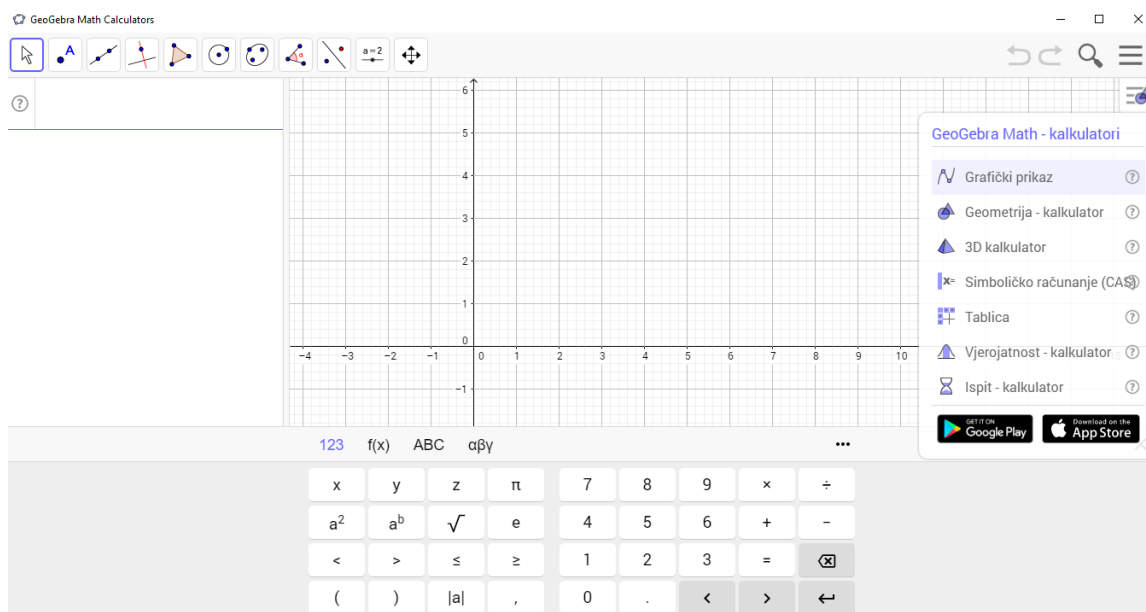 GeoGebra Math Calculators
A
a=2
α
GeoGebra Math - kalkulatori
Grafički prikaz
Geometrija - kalkulator
3D kalkulator
x= Simboličko računanje (CAS)
Tablica
Vjerojatnost - kalkulator
Ispit - kalkulator
GET IT ON
Google Play
Download on the
App Store
6
5
4
3
2
1
0
−4 −3 −2 −1 0 1 2 3 4 5 6 7 8 9 10
−1
123 f(x) ABC αβγ ...
x y z π 7 8 9 × ÷
a² aᵇ √ e 4 5 6 + −
< > ≤ ≥ 1 2 3 =
( ) |a| , 0 . < >